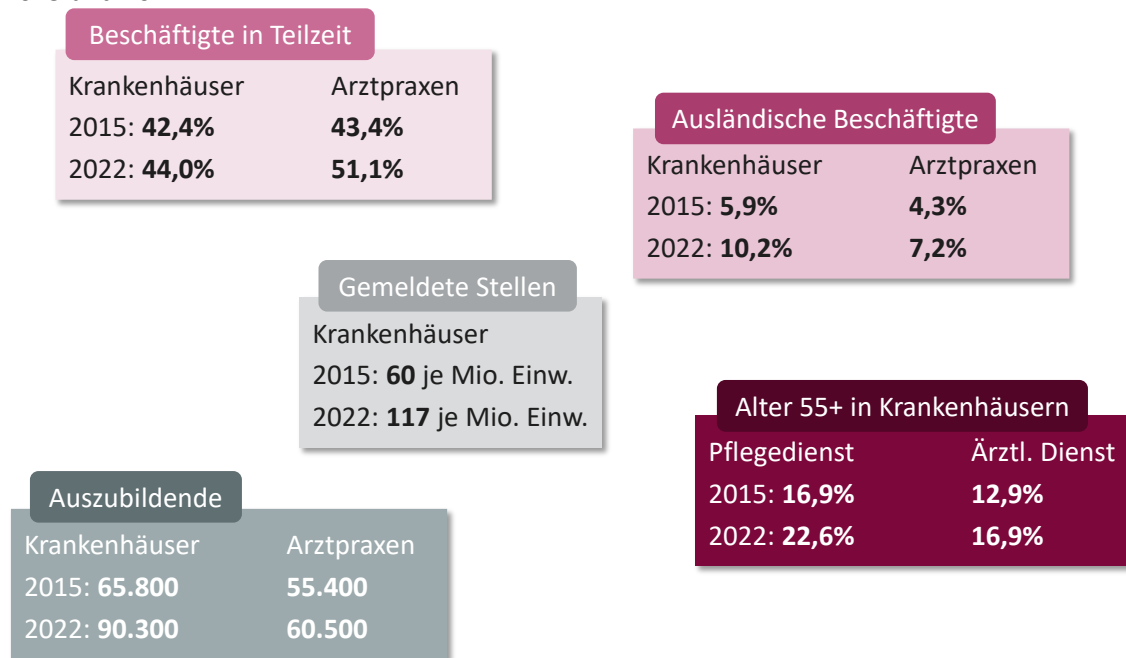 Beschäftigte in Teilzeit
Krankenhäuser Arztpraxen
2015: 42,4% 43,4%
2022: 44,0% 51,1%
Ausländische Beschäftigte
Krankenhäuser Arztpraxen
2015: 5,9% 4,3%
2022: 10,2% 7,2%
Gemeldete Stellen
Krankenhäuser
2015: 60 je Mio. Einw.
2022: 117 je Mio. Einw.
Alter 55+ in Krankenhäusern
Pflegedienst Ärztl. Dienst
2015: 16,9% 12,9%
2022: 22,6% 16,9%
Auszubildende
Krankenhäuser Arztpraxen
2015: 65.800 55.400
2022: 90.300 60.500